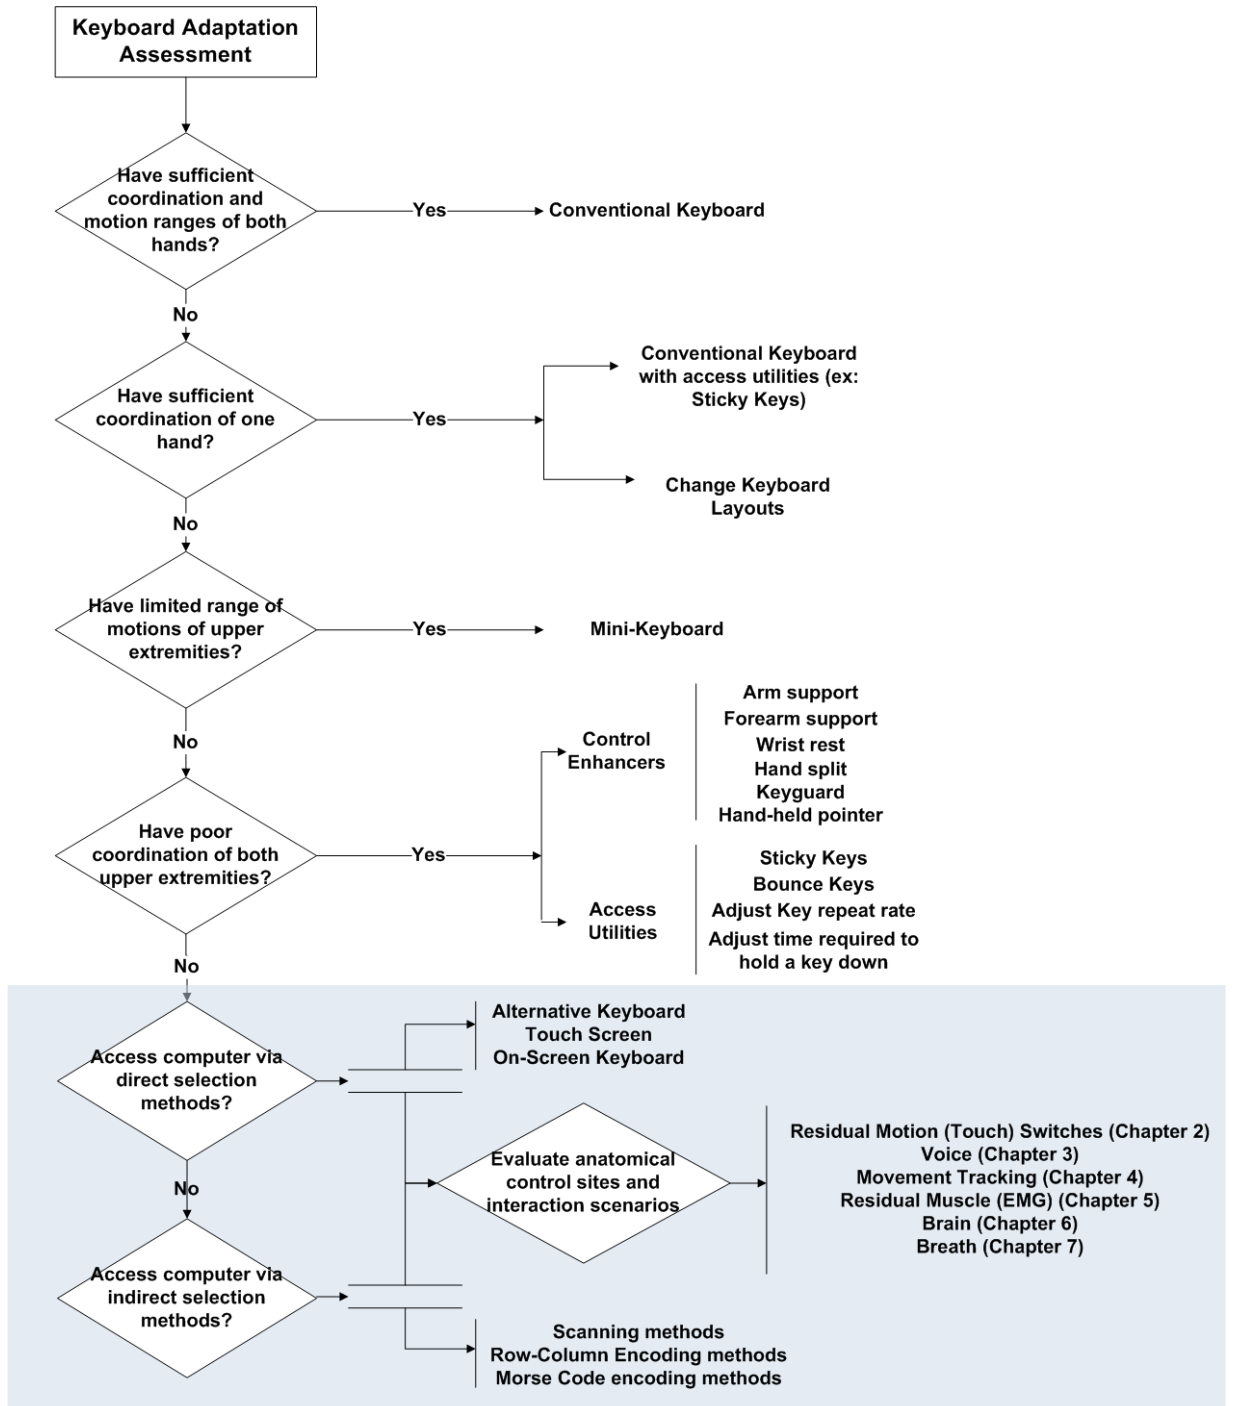 Keyboard Adaptation
Assessment
Have sufficient
coordination and
motion ranges of both
hands?
Yes
Conventional Keyboard
No
Have sufficient
coordination of one
hand?
Yes
Conventional Keyboard
with access utilities (ex:
Sticky Keys)
Change Keyboard
Layouts
No
Have limited range of
motions of upper
extremities?
Yes
Mini-Keyboard
No
Have poor
coordination of both
upper extremities?
Yes
Control
Enhancers
Arm support
Forearm support
Wrist rest
Hand split
Keyguard
Hand-held pointer
Access
Utilities
Sticky Keys
Bounce Keys
Adjust Key repeat rate
Adjust time required to
hold a key down
No
Access computer via
direct selection
methods?
Alternative Keyboard
Touch Screen
On-Screen Keyboard
Evaluate anatomical
control sites and
interaction scenarios
Residual Motion (Touch) Switches (Chapter 2)
Voice (Chapter 3)
Movement Tracking (Chapter 4)
Residual Muscle (EMG) (Chapter 5)
Brain (Chapter 6)
Breath (Chapter 7)
No
Access computer via
indirect selection
methods?
Scanning methods
Row-Column Encoding methods
Morse Code encoding methods